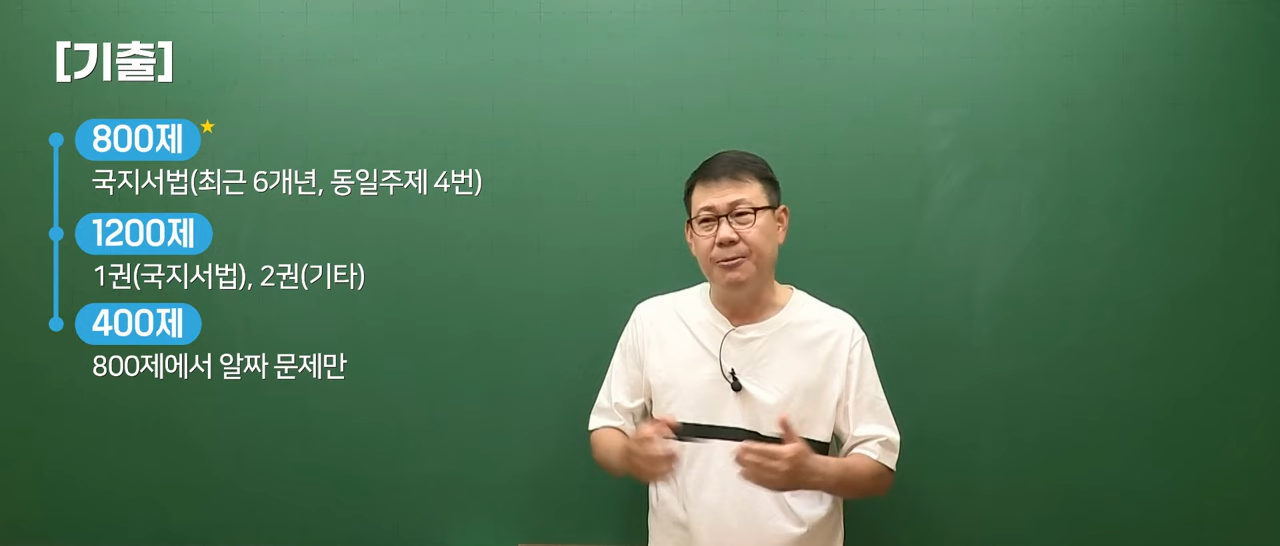 [기출]
800제
국지서법(최근 6개년, 동일주제 4번)
1200제
1권(국지서법), 2권(기타)
400제
800제에서 알짜 문제만